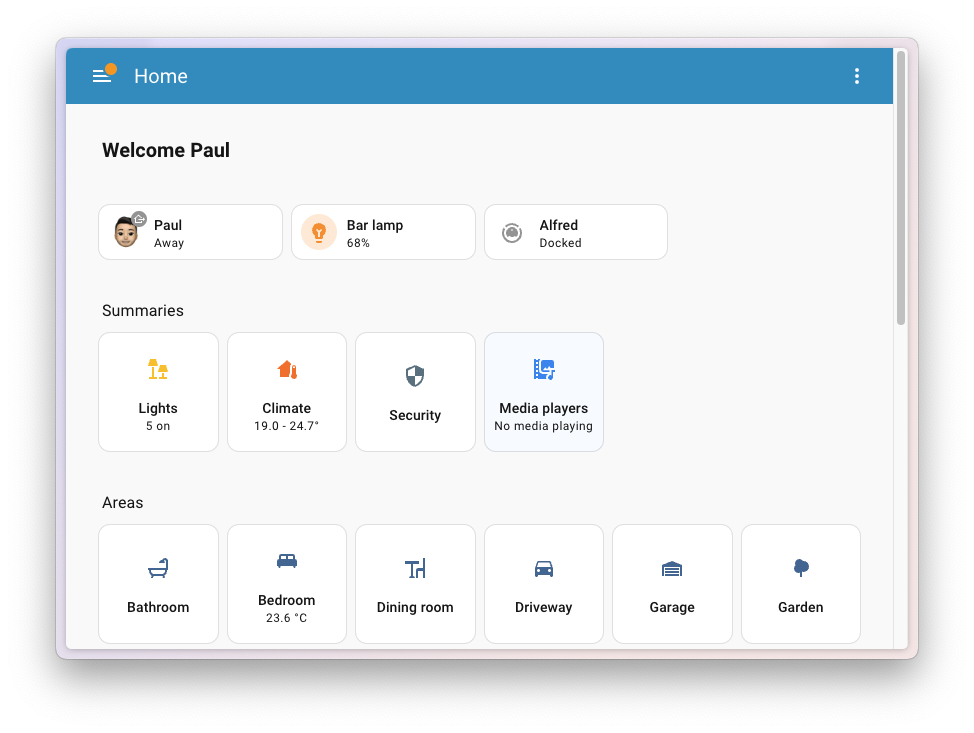 Home
Welcome Paul
Paul
Away
Bar lamp
68%
Alfred
Docked
Summaries
Lights
5 on
Climate
19.0 - 24.7°
Security
Media players
No media playing
Areas
Bathroom
Bedroom
23.6 °C
Dining room
Driveway
Garage
Garden